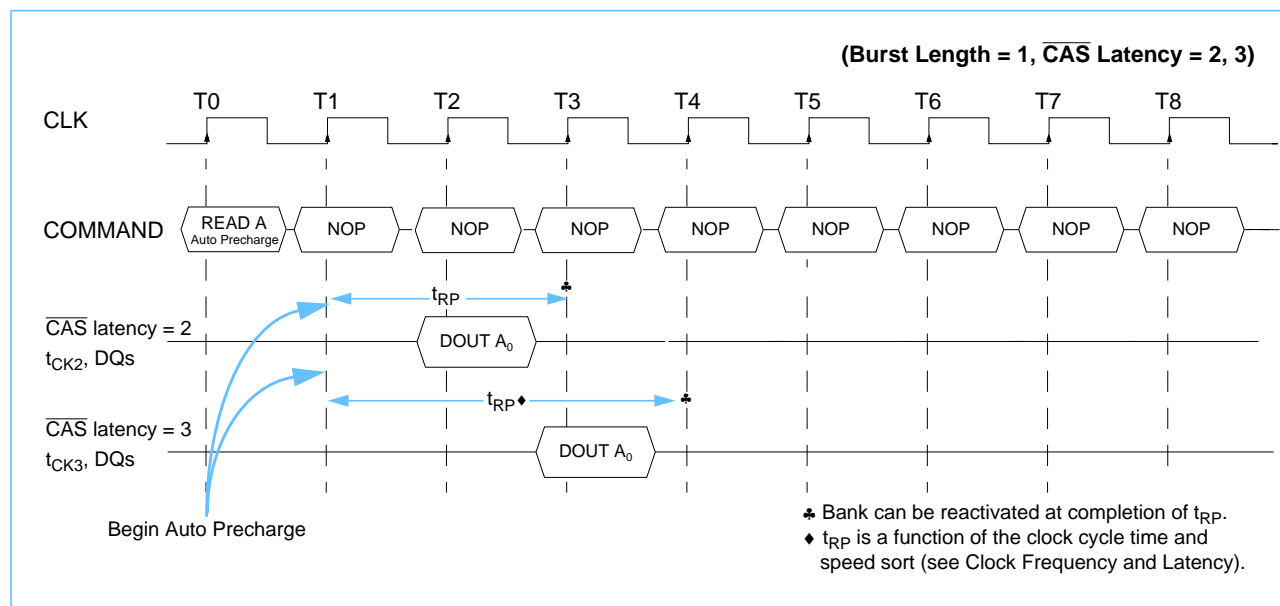 (Burst Length = 1, CAS Latency = 2, 3)
T0 T1 T2 T3 T4 T5 T6 T7 T8
CLK
COMMAND
READ A
Auto Precharge
NOP NOP NOP NOP NOP NOP NOP NOP
tRP ♣
CAS latency = 2
tCK2, DQs
DOUT A0
tRP♦ ♣
CAS latency = 3
tCK3, DQs
DOUT A0
Begin Auto Precharge
♣ Bank can be reactivated at completion of tRP.
♦ tRP is a function of the clock cycle time and
speed sort (see Clock Frequency and Latency).